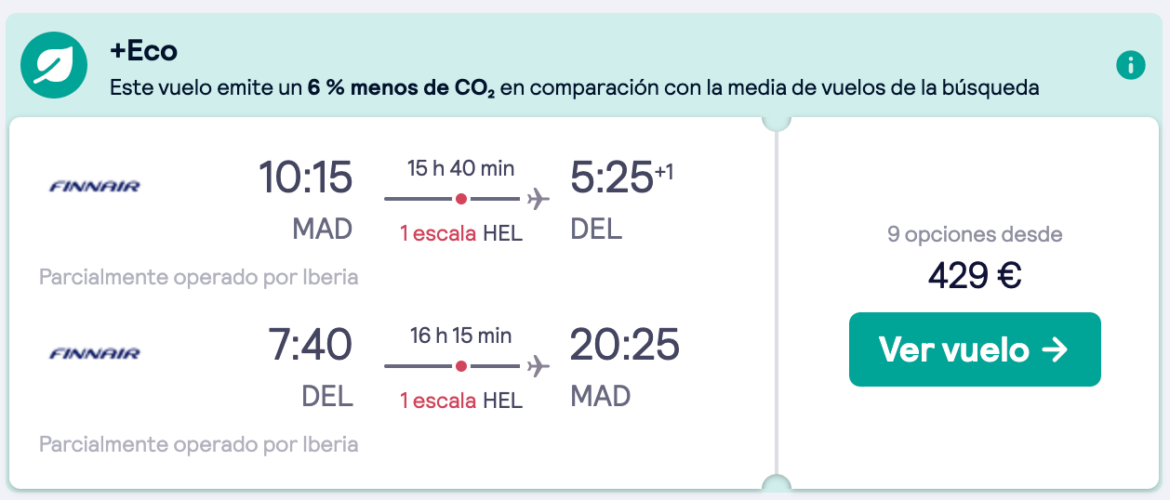 +Eco
Este vuelo emite un 6 % menos de CO₂ en comparación con la media de vuelos de la búsqueda
FINNAIR
10:15
15 h 40 min
5:25+1
MAD
1 escala HEL
DEL
Parcialmente operado por Iberia
FINNAIR
7:40
16 h 15 min
20:25
DEL
1 escala HEL
MAD
Parcialmente operado por Iberia
9 opciones desde
429 €
Ver vuelo →